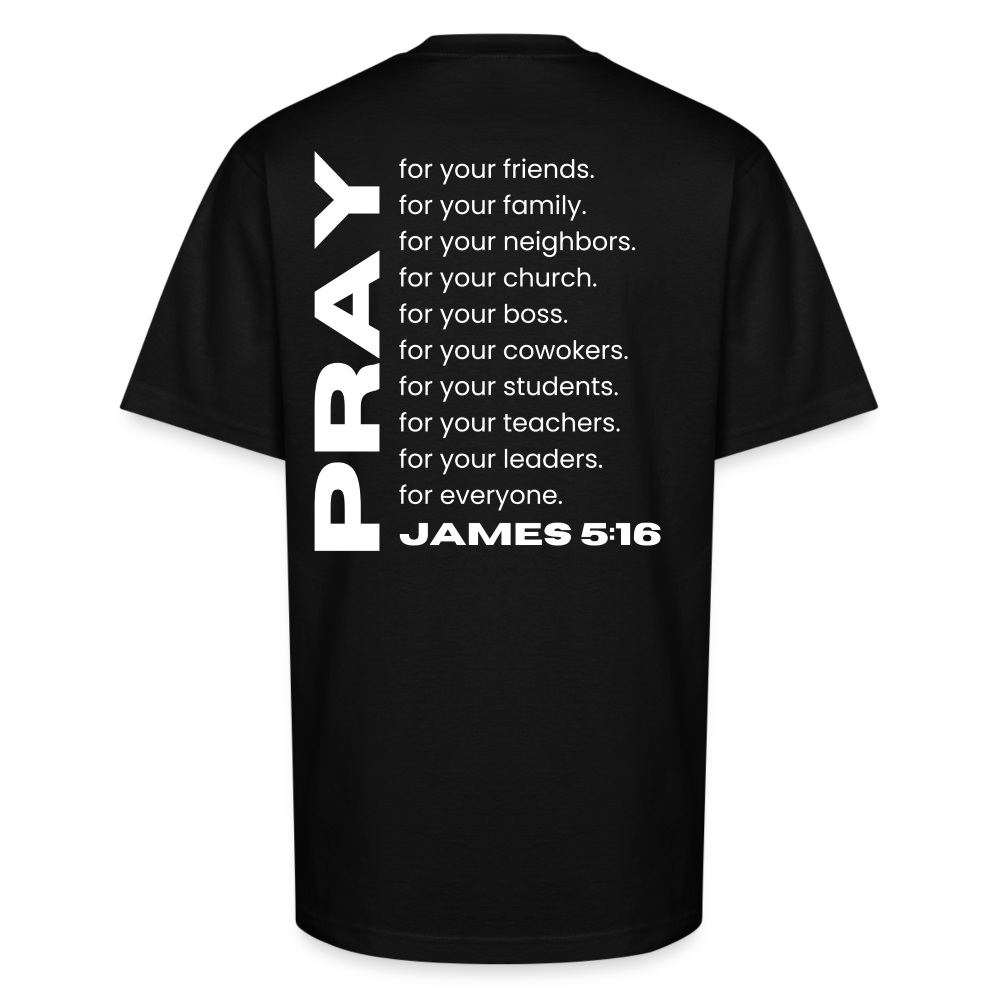 PRAY
for your friends.
for your family.
for your neighbors.
for your church.
for your boss.
for your cowokers.
for your students.
for your teachers.
for your leaders.
for everyone.
JAMES 5:16